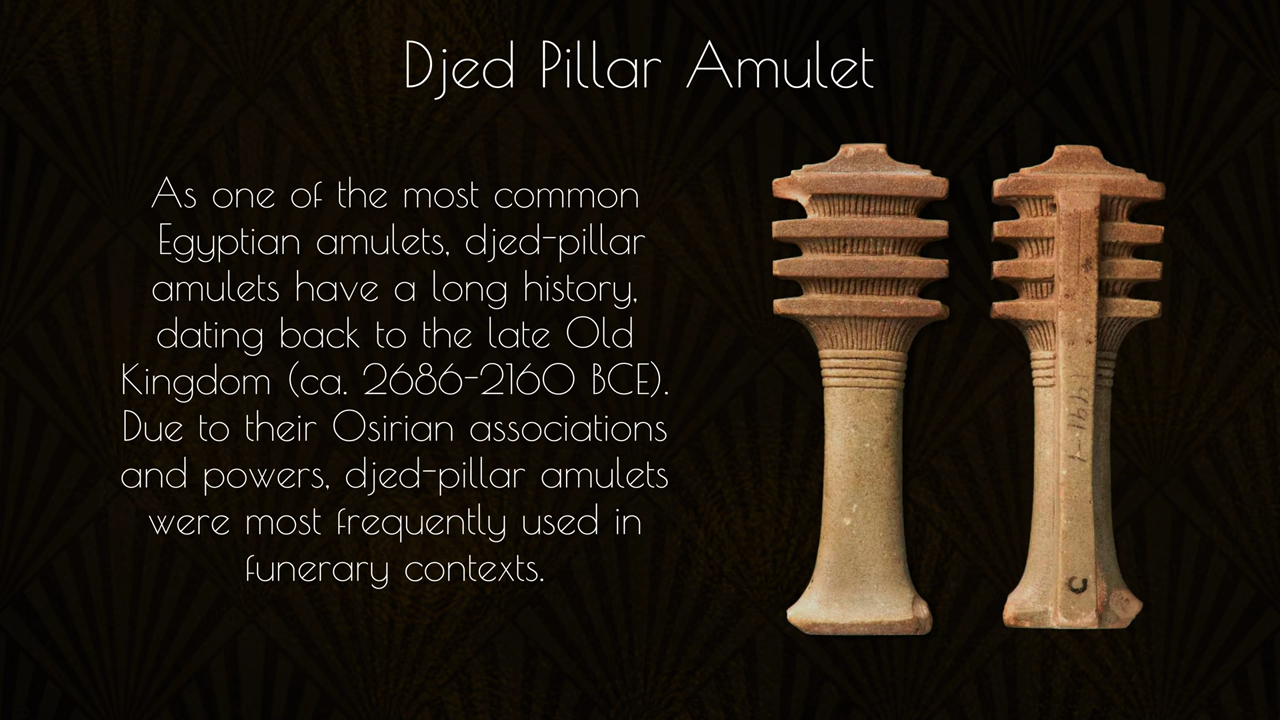 Djed Pillar Amulet
As one of the most common
Egyptian amulets, djed-pillar
amulets have a long history,
dating back to the late Old
Kingdom (ca. 2686-2160 BCE).
Due to their Osirian associations
and powers, djed-pillar amulets
were most frequently used in
funerary contexts.